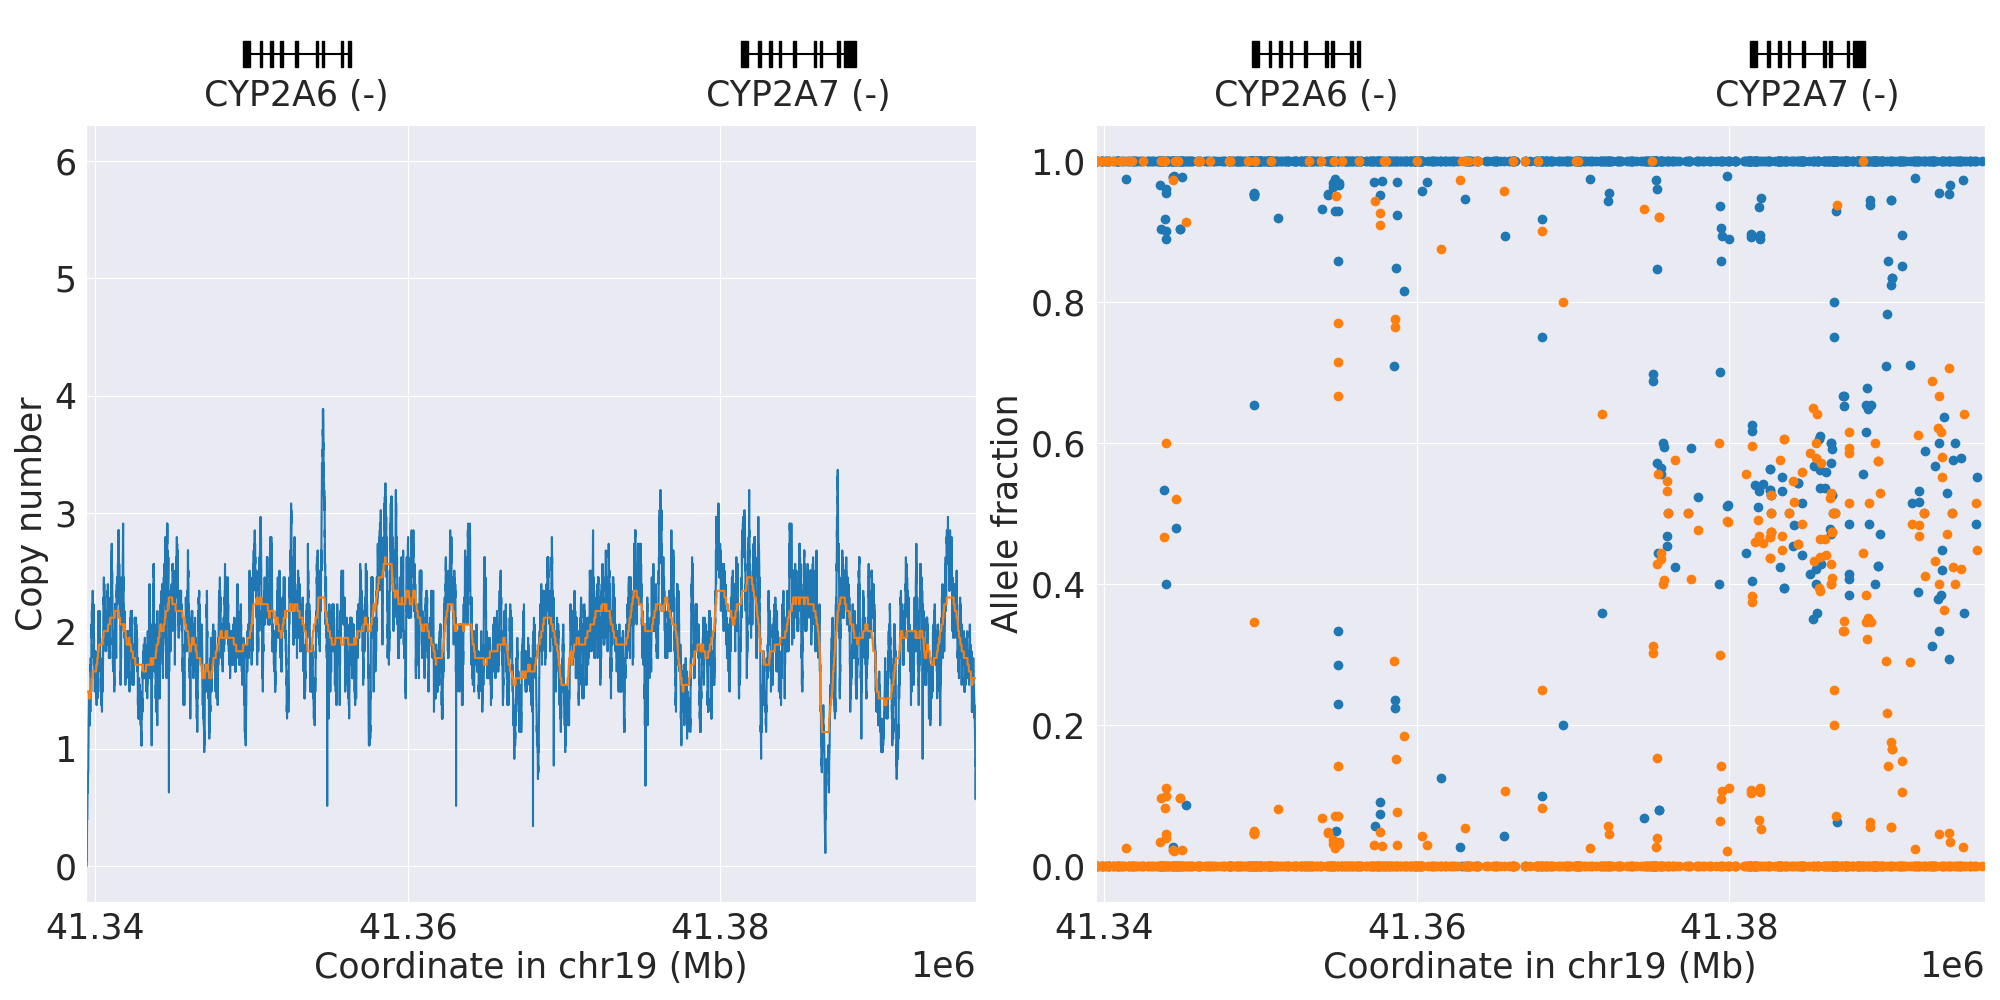 CYP2A6 (-)
CYP2A7 (-)
Copy number
6
5
4
3
2
1
0
41.34
41.36
41.38
Coordinate in chr19 (Mb)
1e6
CYP2A6 (-)
CYP2A7 (-)
Allele fraction
1.0
0.8
0.6
0.4
0.2
0.0
41.34
41.36
41.38
Coordinate in chr19 (Mb)
1e6